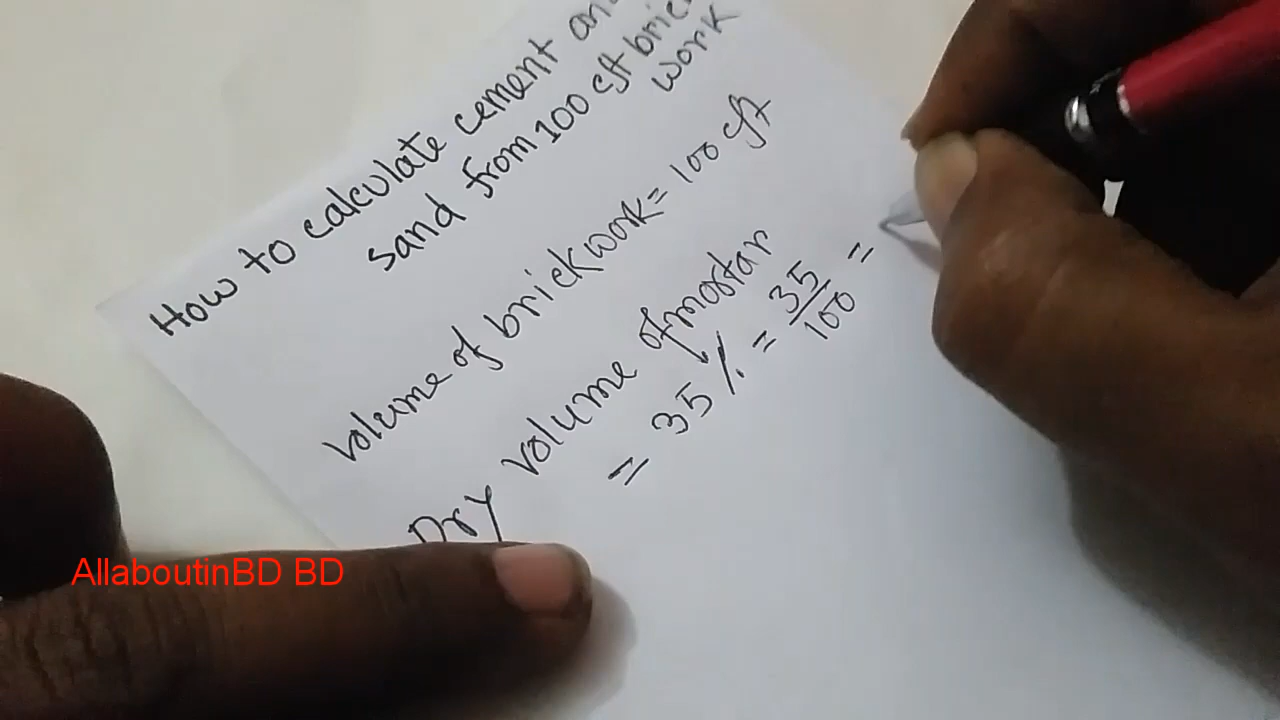 How to calculate cement and
sand from 100 cft brick
work
Volume of brickwork = 100 cft
Dry volume of mostar
= 35 % = 35/100 =
AllaboutinBD BD